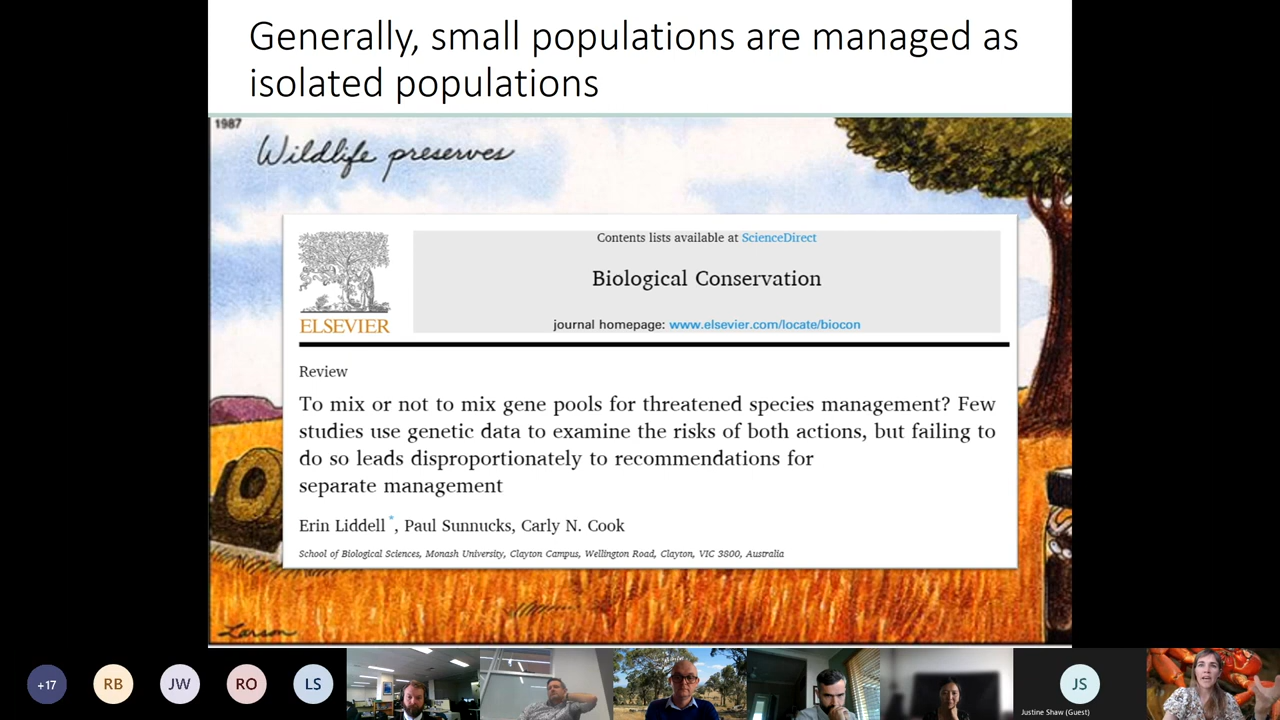 Generally, small populations are managed as
isolated populations
1987
Wildlife preserves
Contents lists available at ScienceDirect
Biological Conservation
ELSEVIER
journal homepage: www.elsevier.com/locate/biocon
Review
To mix or not to mix gene pools for threatened species management? Few
studies use genetic data to examine the risks of both actions, but failing to
do so leads disproportionately to recommendations for
separate management
Erin Liddell *, Paul Sunnucks, Carly N. Cook
School of Biological Sciences, Monash University, Clayton Campus, Wellington Road, Clayton, VIC 3800, Australia
Larson
+17
RB
JW
RO
LS
JS
Justine Shaw (Guest)